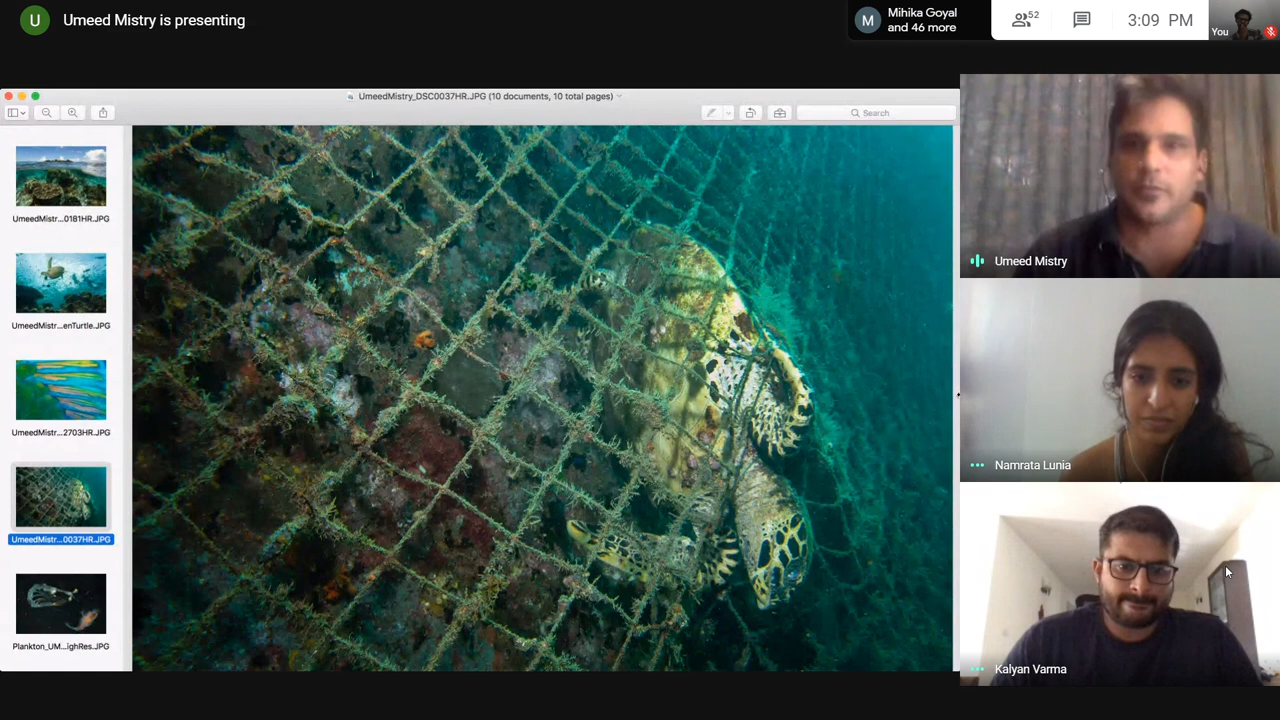 U
Umeed Mistry is presenting
M
Mihika Goyal
and 46 more
52
3:09 PM
You
UmeedMistry_DSC0037HR.JPG (10 documents, 10 total pages)
Search
UmeedMistr...0181HR.JPG
UmeedMistr...enTurtle.JPG
UmeedMistr...2703HR.JPG
UmeedMistr...0037HR.JPG
Plankton_UM...ighRes.JPG
Umeed Mistry
Namrata Lunia
Kalyan Varma